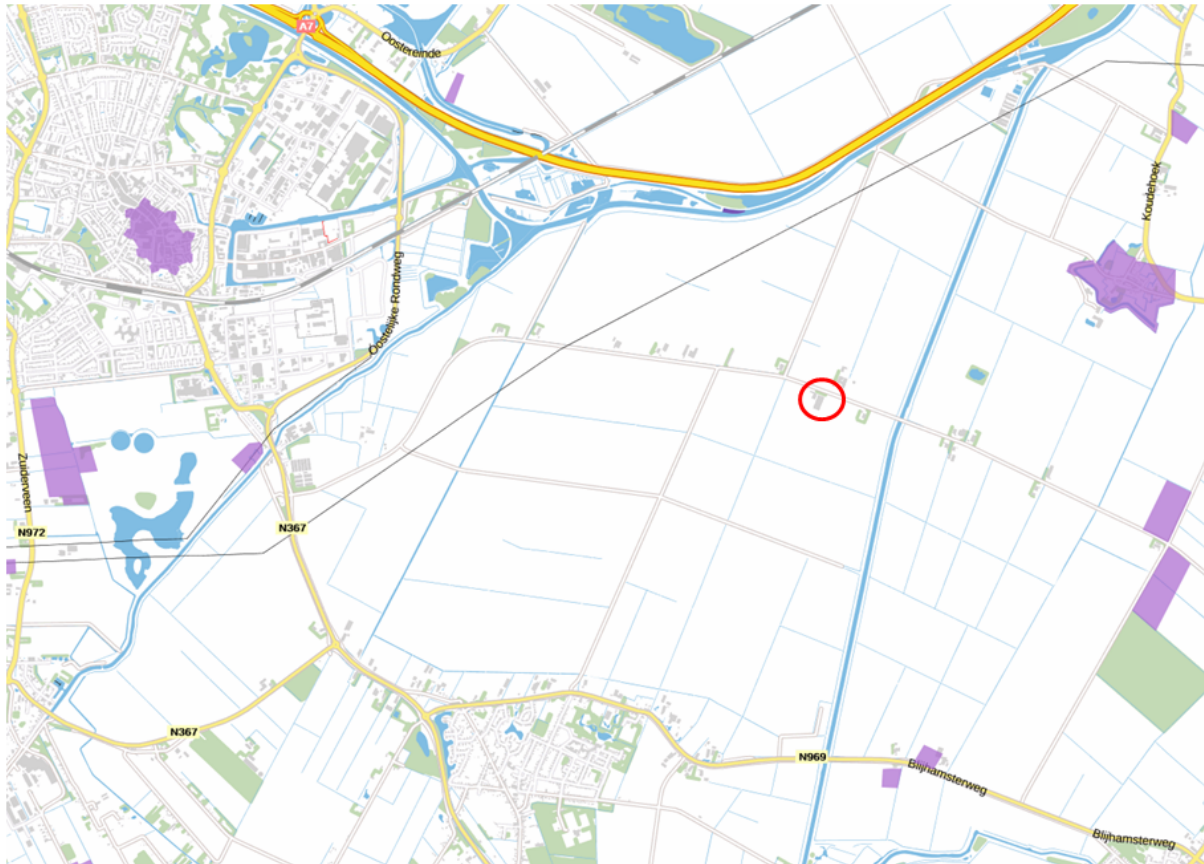 A7
Oostereinde
Koudehoek
Oostelijke Rondweg
Zuiderveen
N972
N367
N367
N969
Blijhamsterweg
Blijhamsterweg